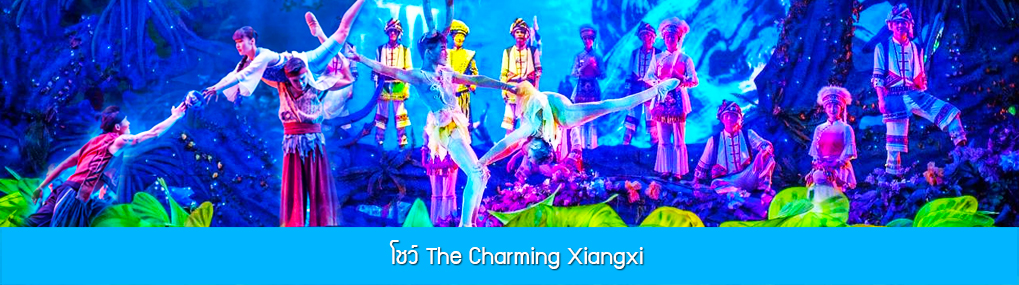 โชว์ The Charming Xiangxi